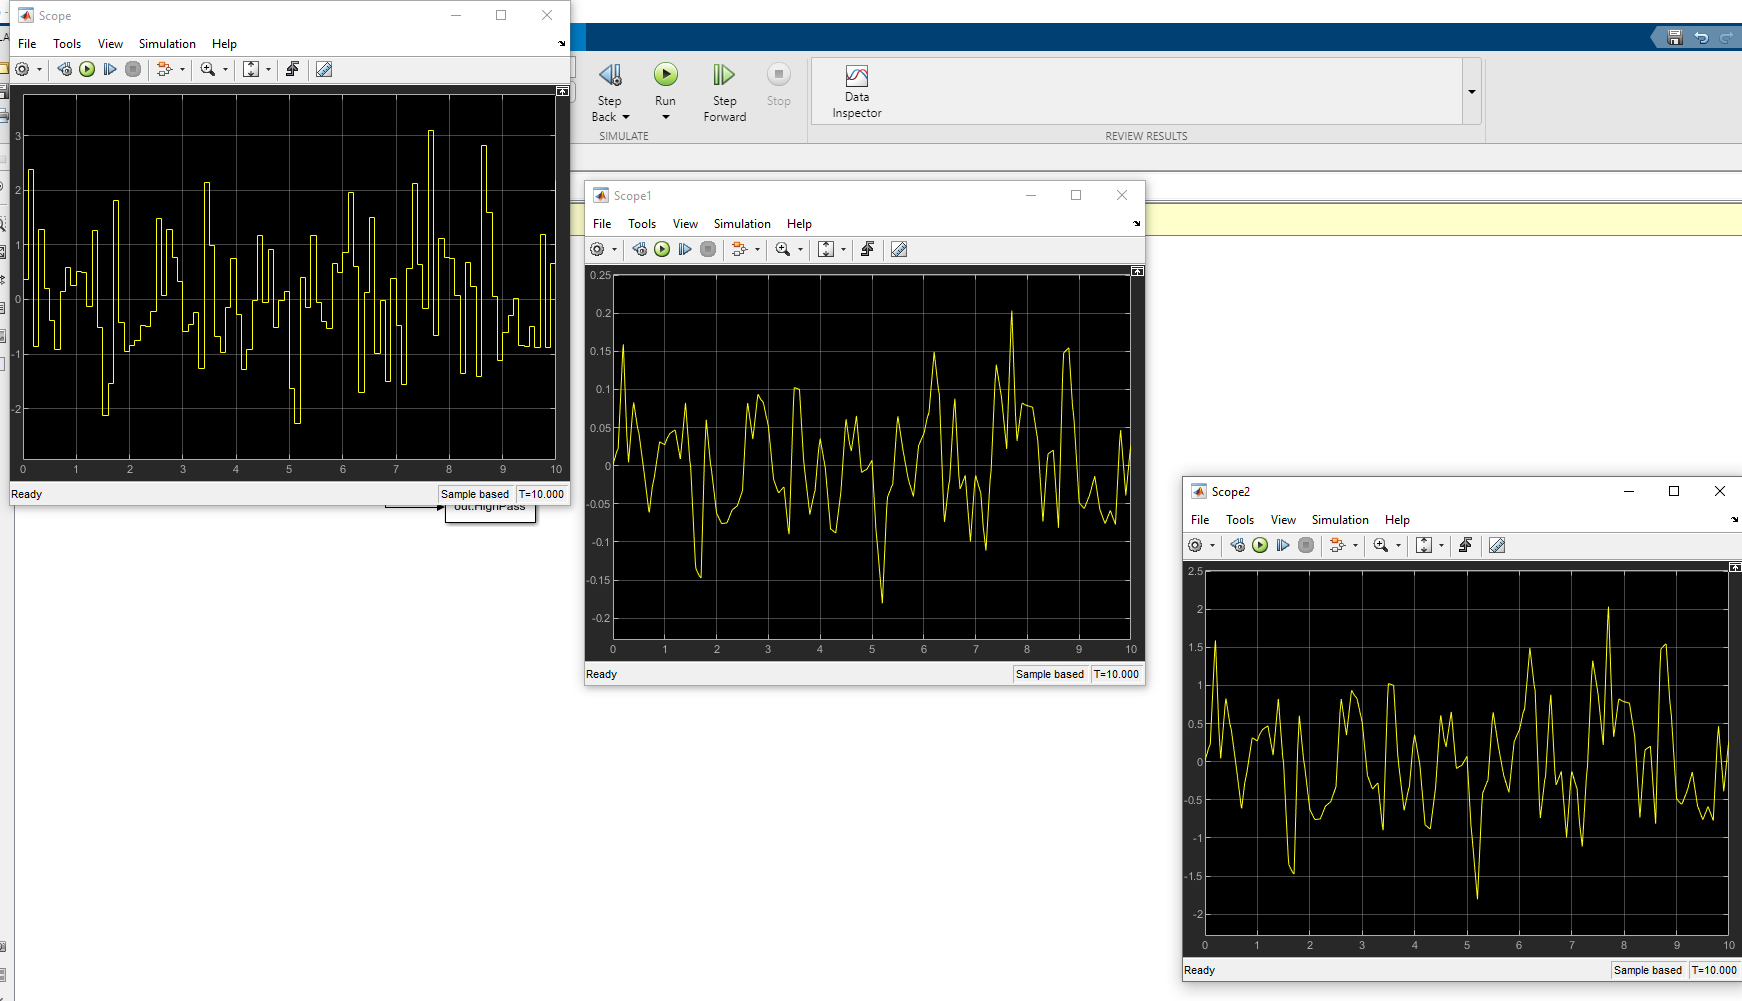 Scope
File Tools View Simulation Help
3
2
1
0
-1
-2
0 1 2 3 4 5 6 7 8 9 10
Ready
Sample based T=10.000
out.HighPass
Step Back
Run
Step Forward
Stop
SIMULATE
Data Inspector
REVIEW RESULTS
Scope1
File Tools View Simulation Help
0.25
0.2
0.15
0.1
0.05
0
-0.05
-0.1
-0.15
-0.2
0 1 2 3 4 5 6 7 8 9 10
Ready
Sample based T=10.000
Scope2
File Tools View Simulation Help
2.5
2
1.5
1
0.5
0
-0.5
-1
-1.5
-2
0 1 2 3 4 5 6 7 8 9 10
Ready
Sample based T=10.000